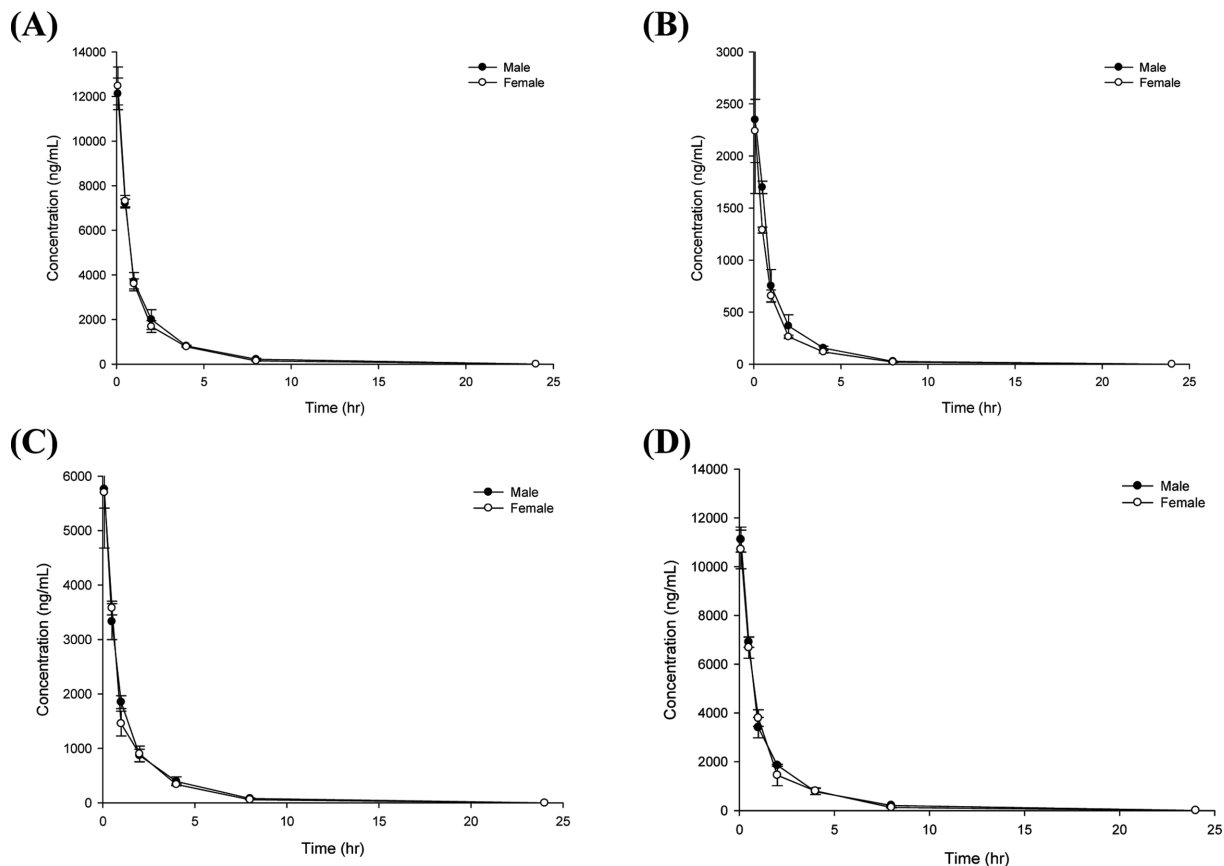 (A)
14000
12000
10000
8000
6000
4000
2000
0
Concentration (ng/mL)
0 5 10 15 20 25
Time (hr)
Male
Female
(B)
3000
2500
2000
1500
1000
500
0
Concentration (ng/mL)
0 5 10 15 20 25
Time (hr)
Male
Female
(C)
6000
5000
4000
3000
2000
1000
0
Concentration (ng/mL)
0 5 10 15 20 25
Time (hr)
Male
Female
(D)
14000
12000
10000
8000
6000
4000
2000
0
Concentration (ng/mL)
0 5 10 15 20 25
Time (hr)
Male
Female